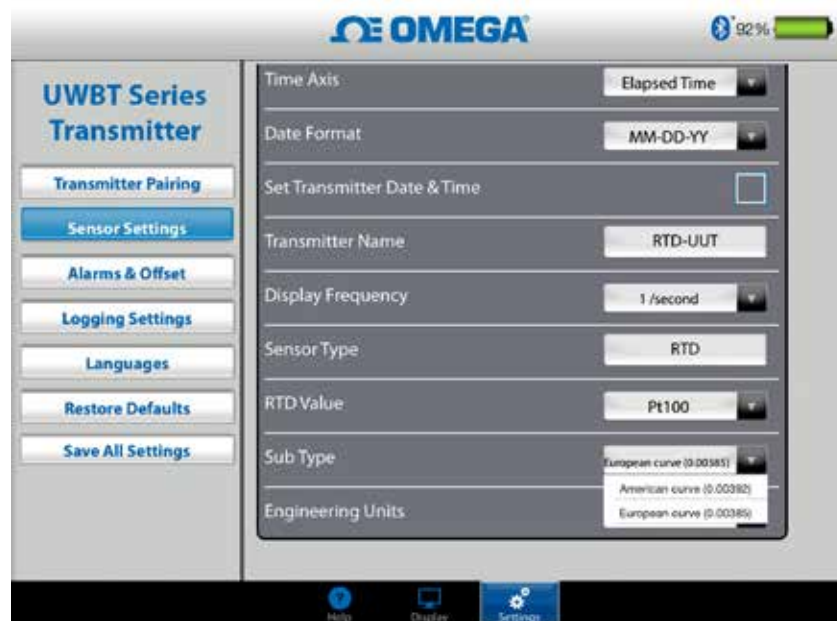 OMEGA
92%
UWBT Series
Transmitter
Transmitter Pairing
Sensor Settings
Alarms & Offset
Logging Settings
Languages
Restore Defaults
Save All Settings
Time Axis
Elapsed Time
Date Format
MM-DD-YY
Set Transmitter Date & Time
Transmitter Name
RTD-UUT
Display Frequency
1 /second
Sensor Type
RTD
RTD Value
Pt100
Sub Type
European curve (0.00385)
American curve (0.00392)
European curve (0.00385)
Engineering Units
Help
Display
Settings